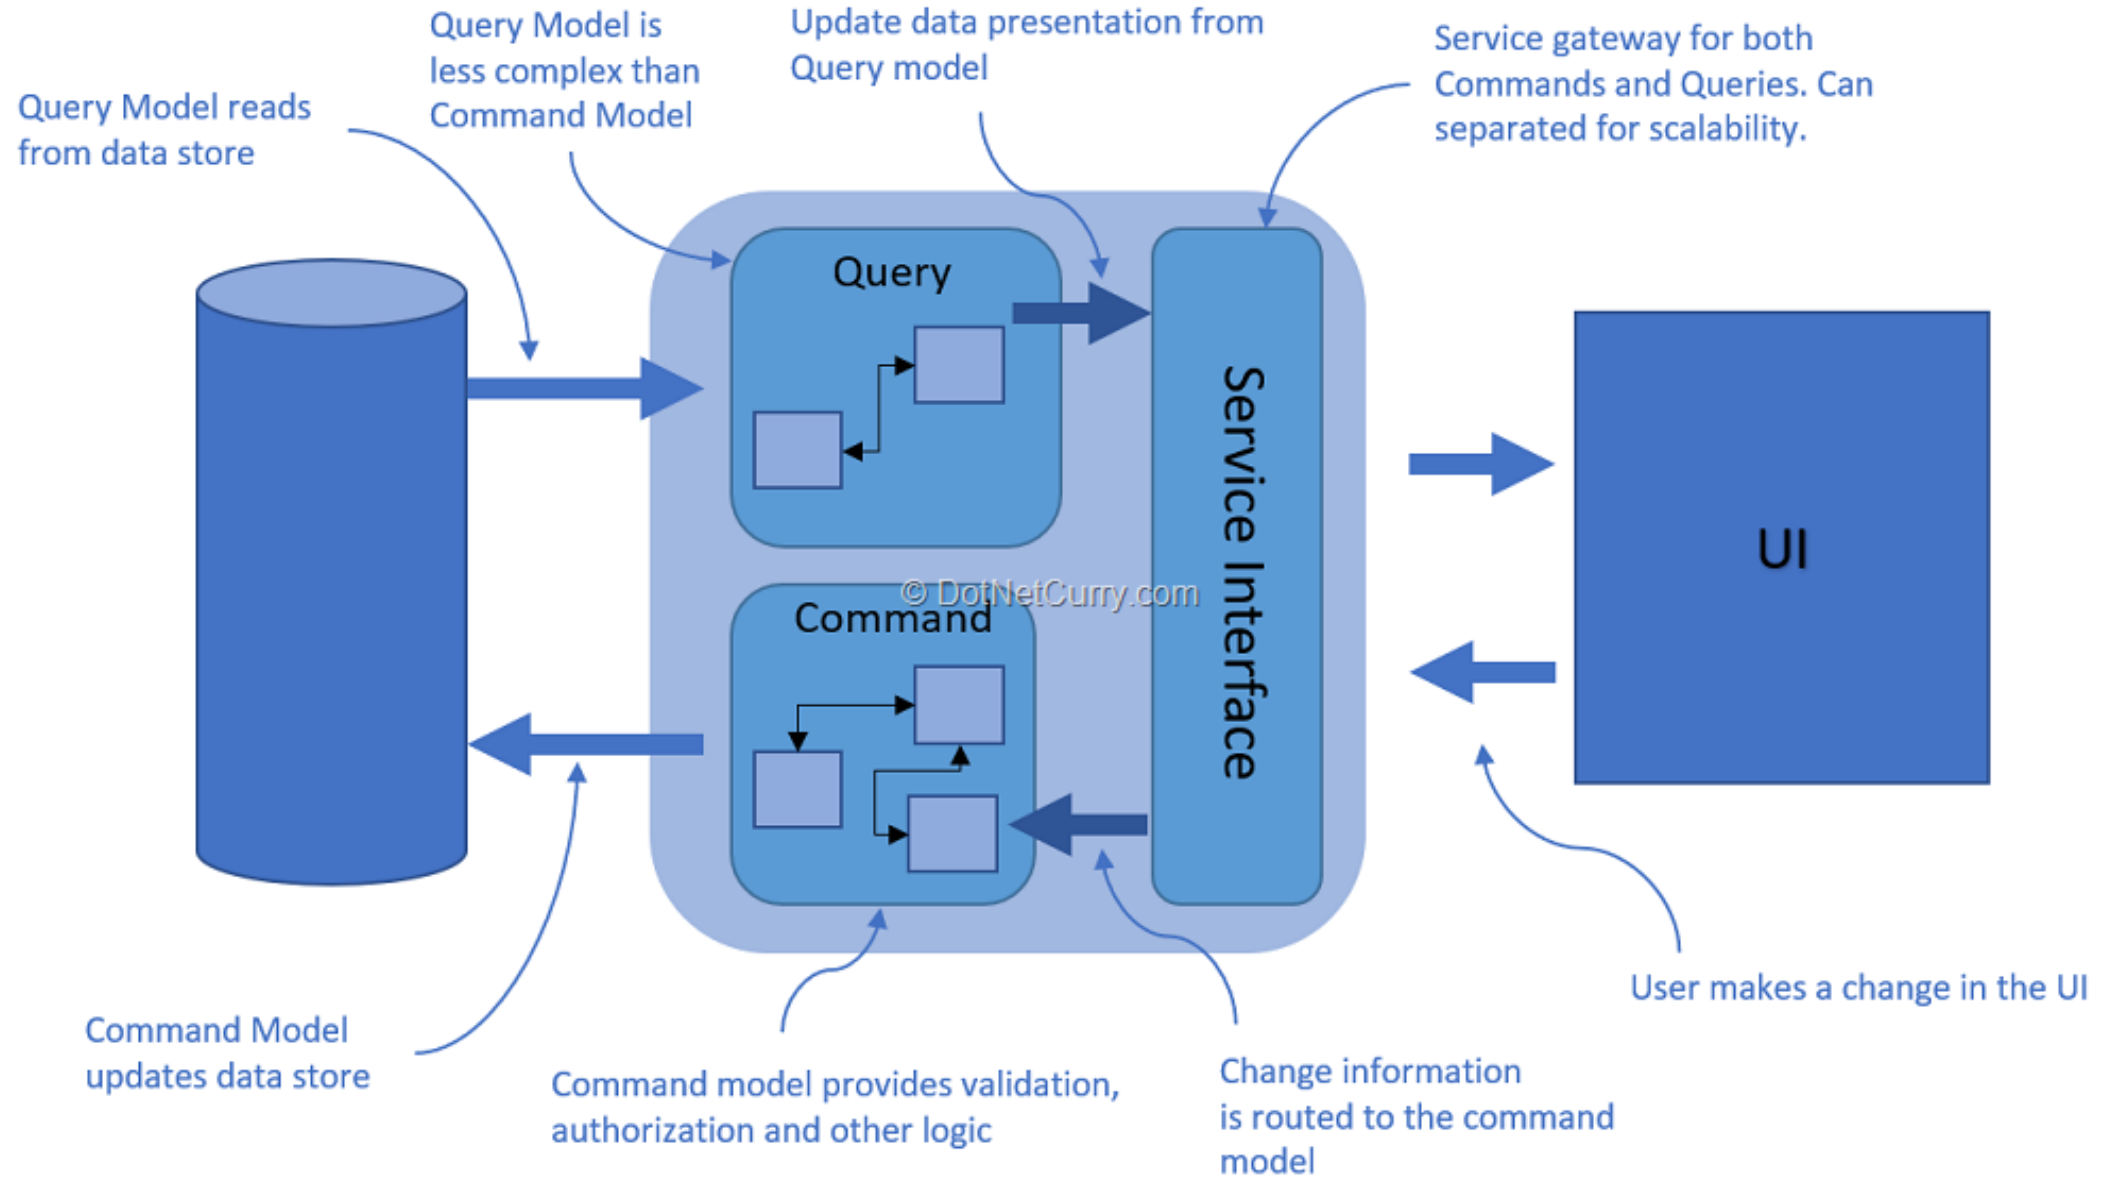 Query Model reads
from data store
Query Model is
less complex than
Command Model
Update data presentation from
Query model
Service gateway for both
Commands and Queries. Can
separated for scalability.
Query
Service Interface
UI
© DotNetCurry.com
Command
User makes a change in the UI
Command Model
updates data store
Command model provides validation,
authorization and other logic
Change information
is routed to the command
model